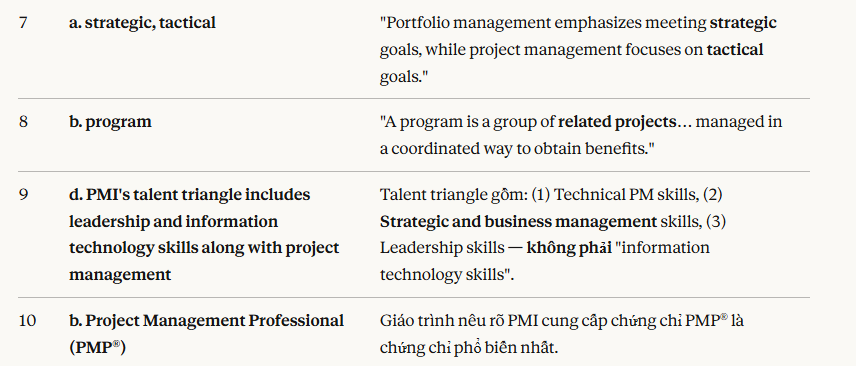 7 a. strategic, tactical "Portfolio management emphasizes meeting strategic
goals, while project management focuses on tactical
goals."
8 b. program "A program is a group of related projects… managed in
a coordinated way to obtain benefits."
9 d. PMI's talent triangle includes Talent triangle gồm: (1) Technical PM skills, (2)
leadership and information Strategic and business management skills, (3)
technology skills along with project Leadership skills — không phải "information
management technology skills".
10 b. Project Management Professional Giáo trình nêu rõ PMI cung cấp chứng chỉ PMP® là
(PMP®) chứng chỉ phổ biến nhất.